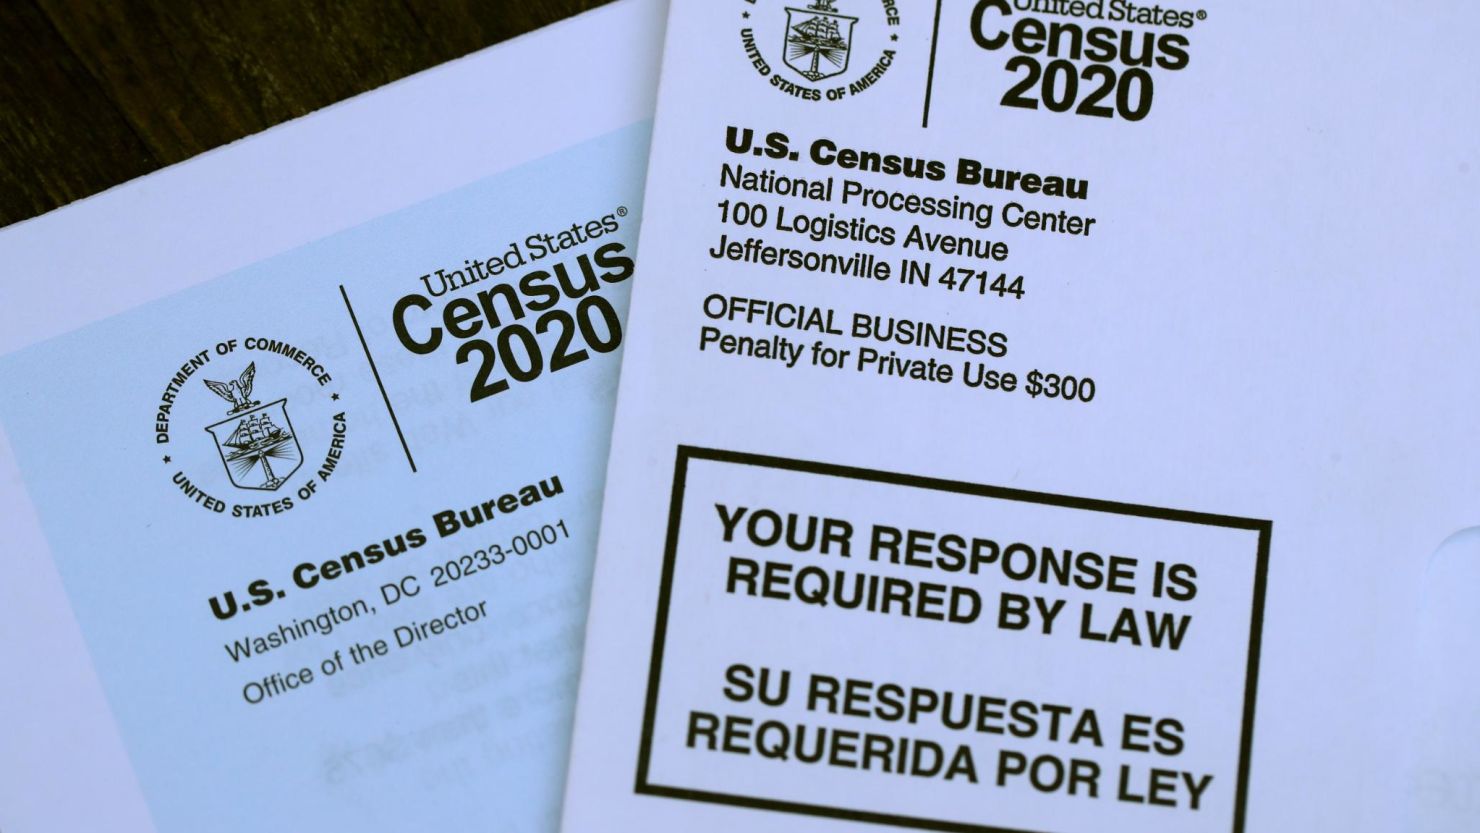 United States®
Census
2020
DEPARTMENT OF COMMERCE
UNITED STATES OF AMERICA
U.S. Census Bureau
Washington, DC 20233-0001
Office of the Director
United States®
Census
2020
UNITED STATES OF AMERICA
U.S. Census Bureau
National Processing Center
100 Logistics Avenue
Jeffersonville IN 47144
OFFICIAL BUSINESS
Penalty for Private Use $300
YOUR RESPONSE IS
REQUIRED BY LAW
SU RESPUESTA ES
REQUERIDA POR LEY